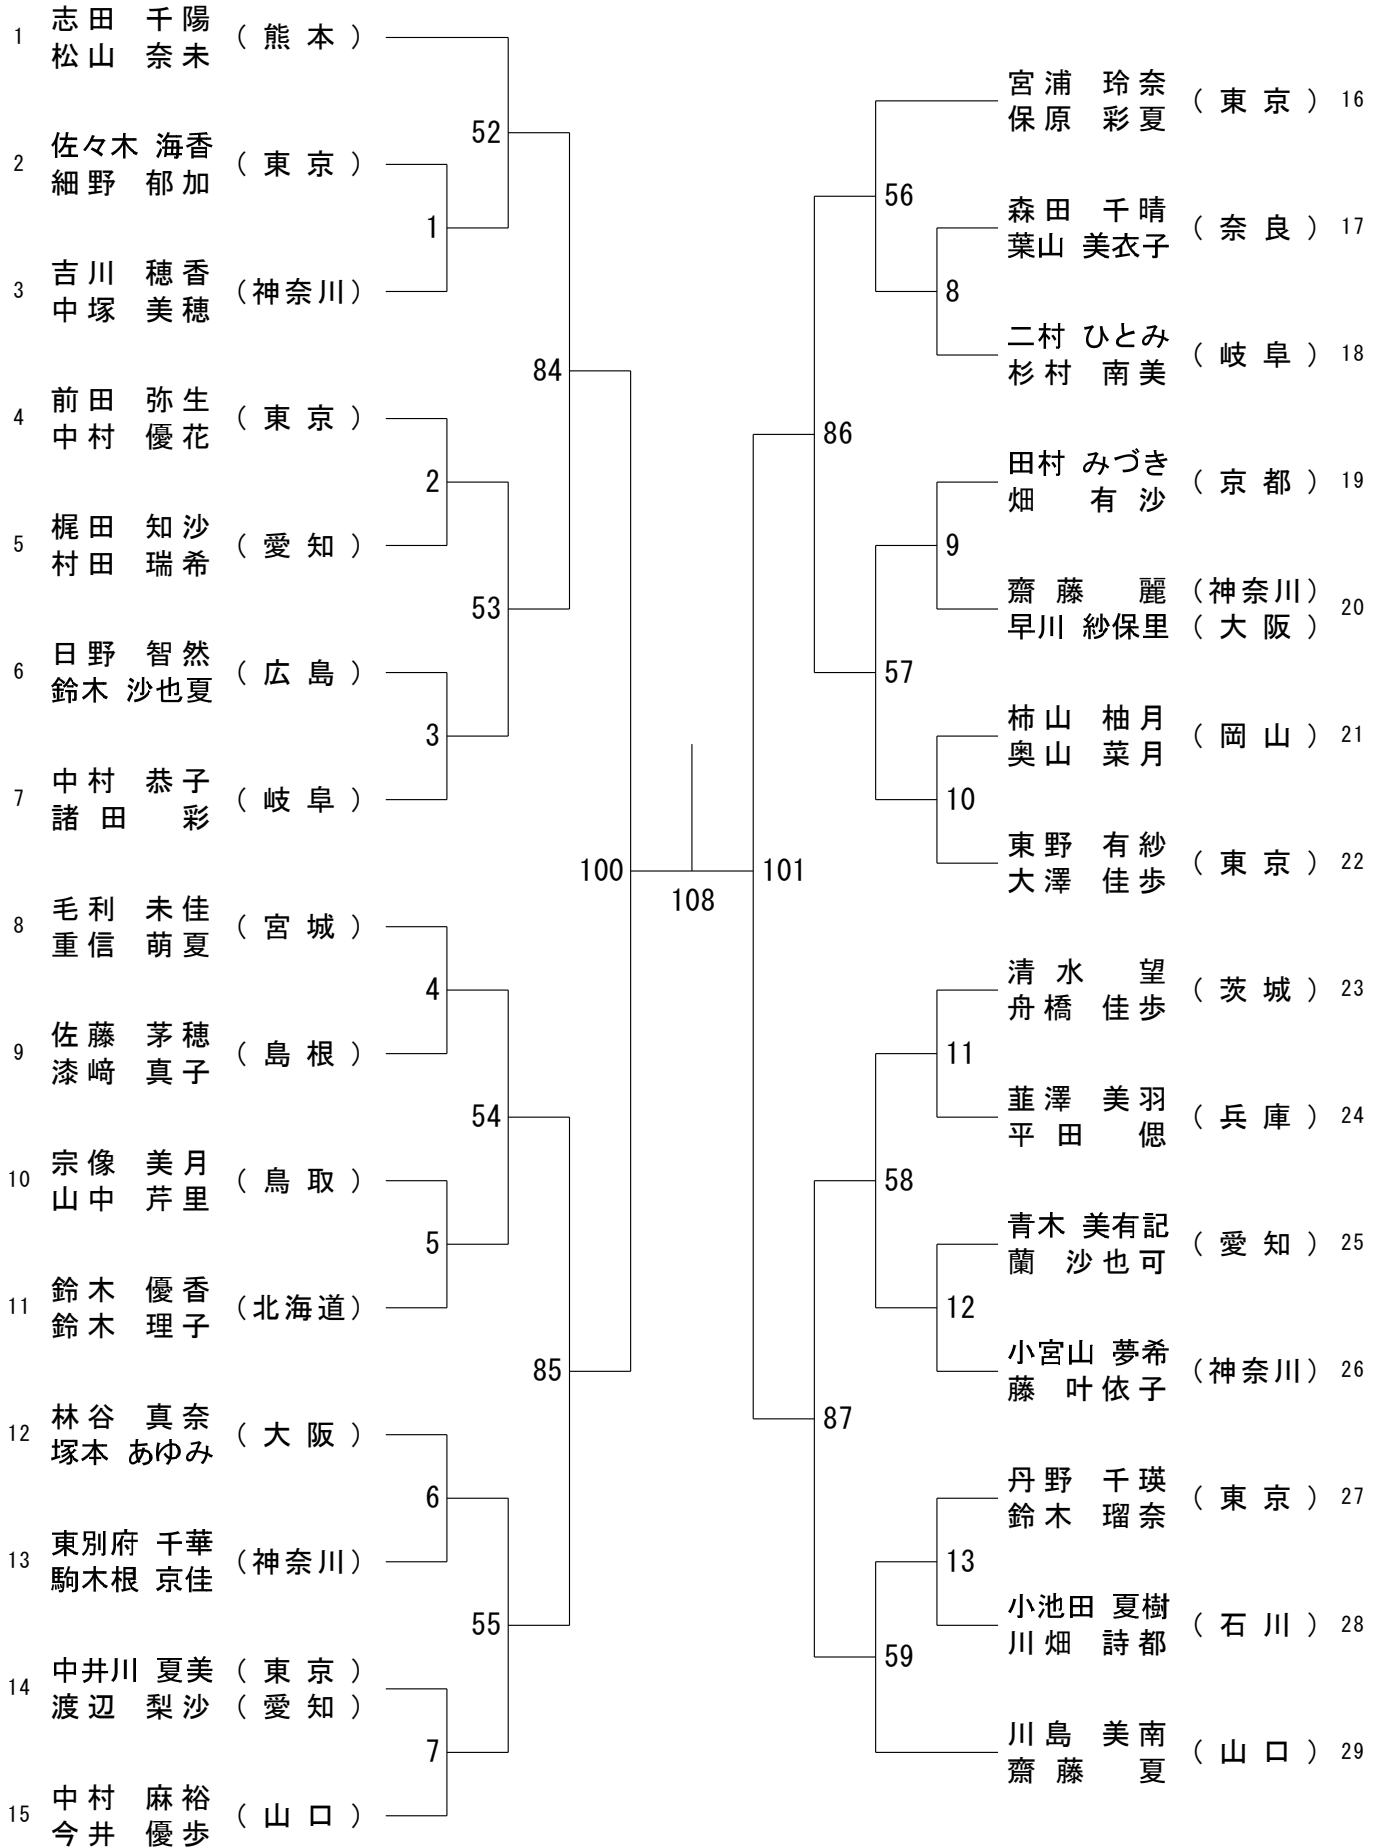 1 志田 千陽 (熊本)
松山 奈未
52
2 佐々木 海香 (東京)
細野 郁加
1
3 吉川 穂香 (神奈川)
中塚 美穂
84
4 前田 弥生 (東京)
中村 優花
2
5 梶田 知沙 (愛知)
村田 瑞希
53
6 日野 智然 (広島)
鈴木 沙也夏
3
7 中村 恭子 (岐阜)
諸田 彩
100
8 毛利 未佳 (宮城)
重信 萌夏
4
9 佐藤 茅穂 (島根)
漆﨑 真子
54
10 宗像 美月 (鳥取)
山中 芹里
5
11 鈴木 優香 (北海道)
鈴木 理子
85
12 林谷 真奈 (大阪)
塚本 あゆみ
6
13 東別府 千華 (神奈川)
駒木根 京佳
55
14 中井川 夏美 (東京)
渡辺 梨沙 (愛知)
7
15 中村 麻裕 (山口)
今井 優歩
108
宮浦 玲奈 (東京) 16
保原 彩夏
56
森田 千晴 (奈良) 17
葉山 美衣子
8
二村 ひとみ (岐阜) 18
杉村 南美
86
田村 みづき (京都) 19
畑 有沙
9
齋藤 麗 (神奈川) 20
早川 紗保里 (大阪)
57
柿山 柚月 (岡山) 21
奥山 菜月
10
東野 有紗 (東京) 22
大澤 佳歩
101
清水 望 (茨城) 23
舟橋 佳歩
11
韮澤 美羽 (兵庫) 24
平田 偲
58
青木 美有記 (愛知) 25
蘭 沙也可
12
小宮山 夢希 (神奈川) 26
藤 叶依子
87
丹野 千瑛 (東京) 27
鈴木 瑠奈
13
小池田 夏樹 (石川) 28
川畑 詩都
59
川島 美南 (山口) 29
齋藤 夏